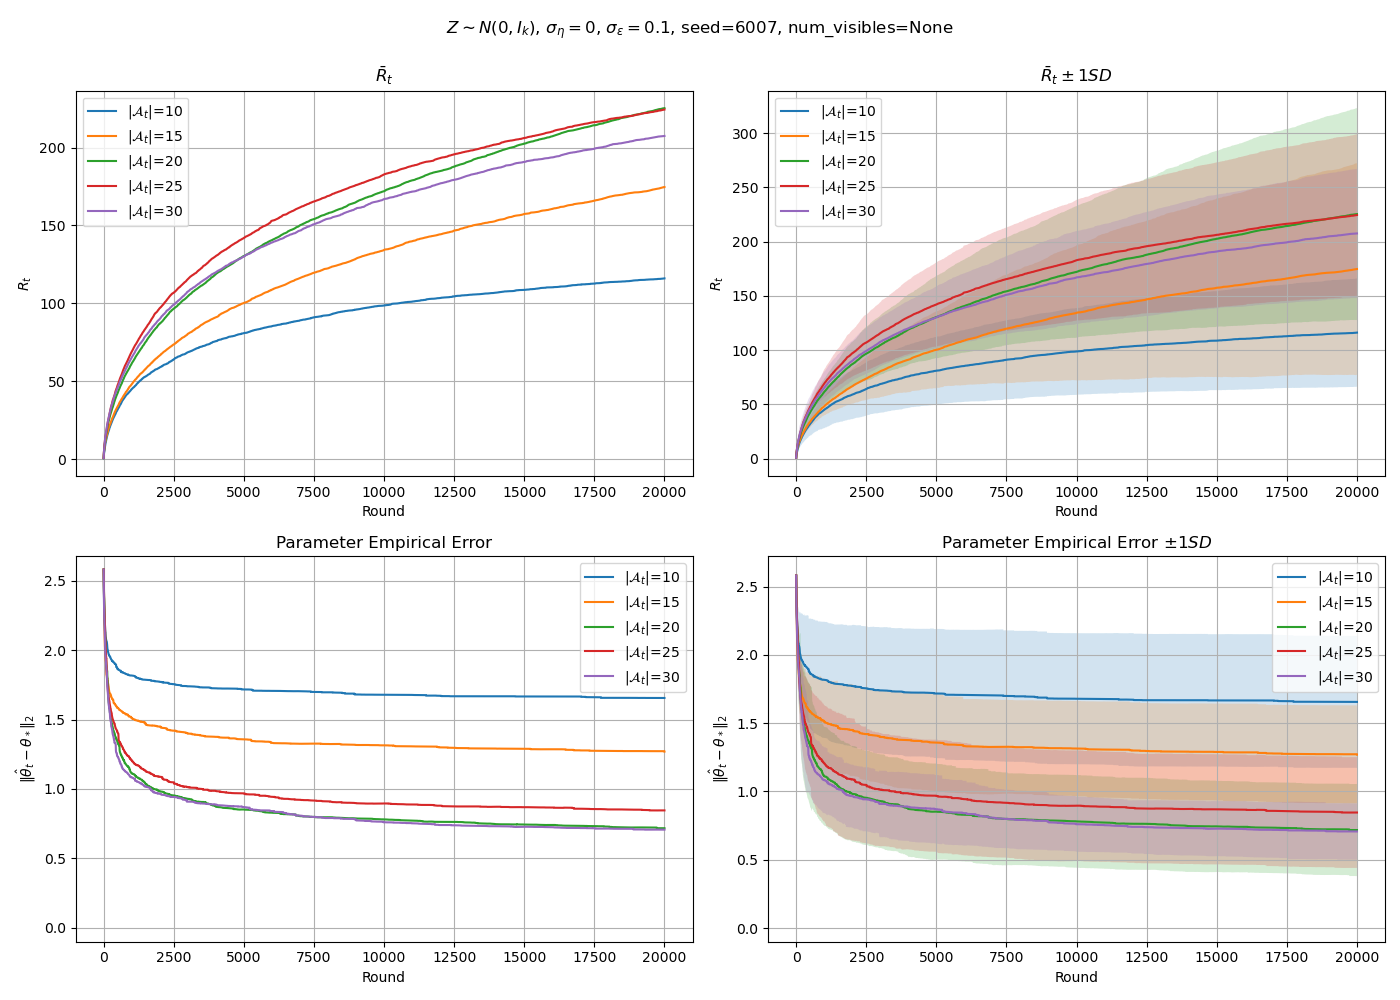 Z ∼ N(0, I_k), σ_η = 0, σ_ε = 0.1, seed=6007, num_visibles=None
R̄_t
R̄_t ± 1SD
|𝒜_t|=10
|𝒜_t|=15
|𝒜_t|=20
|𝒜_t|=25
|𝒜_t|=30
200
150
100
50
0
R_t
0 2500 5000 7500 10000 12500 15000 17500 20000
Round
|𝒜_t|=10
|𝒜_t|=15
|𝒜_t|=20
|𝒜_t|=25
|𝒜_t|=30
300
250
200
150
100
50
0
R_t
0 2500 5000 7500 10000 12500 15000 17500 20000
Round
Parameter Empirical Error
|𝒜_t|=10
|𝒜_t|=15
|𝒜_t|=20
|𝒜_t|=25
|𝒜_t|=30
2.5
2.0
1.5
1.0
0.5
0.0
‖θ̂_t − θ_*‖_2
0 2500 5000 7500 10000 12500 15000 17500 20000
Round
Parameter Empirical Error ±1SD
|𝒜_t|=10
|𝒜_t|=15
|𝒜_t|=20
|𝒜_t|=25
|𝒜_t|=30
2.5
2.0
1.5
1.0
0.5
0.0
‖θ̂_t − θ_*‖_2
0 2500 5000 7500 10000 12500 15000 17500 20000
Round